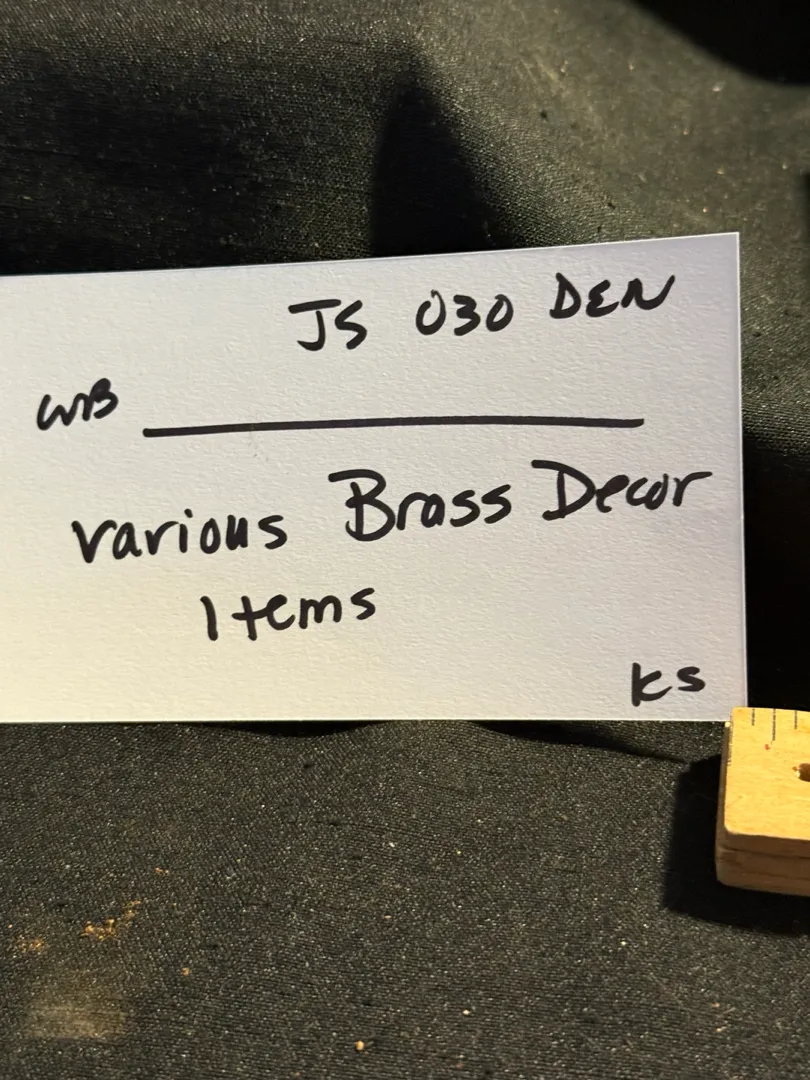 JS 030 DEN
WB
various Brass Decor
Items
KS